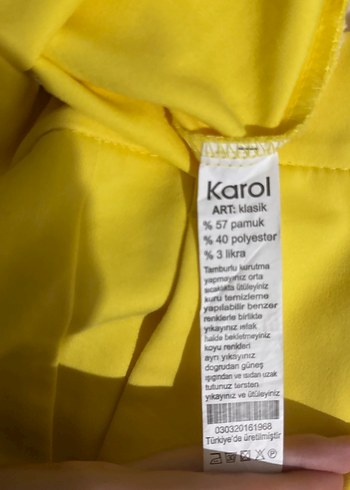 Karol
ART: klasik
% 57 pamuk
% 40 polyester
% 3 likra
Tamburlu kurutma
yapmayınız orta
sıcaklıkta ütüleyiniz
kuru temizleme
yapılabilir benzer
renklerle birlikte
yıkayınız ıslak
halde bekletmeyiniz
koyu renkleri
ayrı yıkayınız
doğrudan güneş
ışığından ve ısıdan uzak
tutunuz tersten
yıkayınız ve ütüleyiniz
030320161968
Türkiye'de üretilmiştir